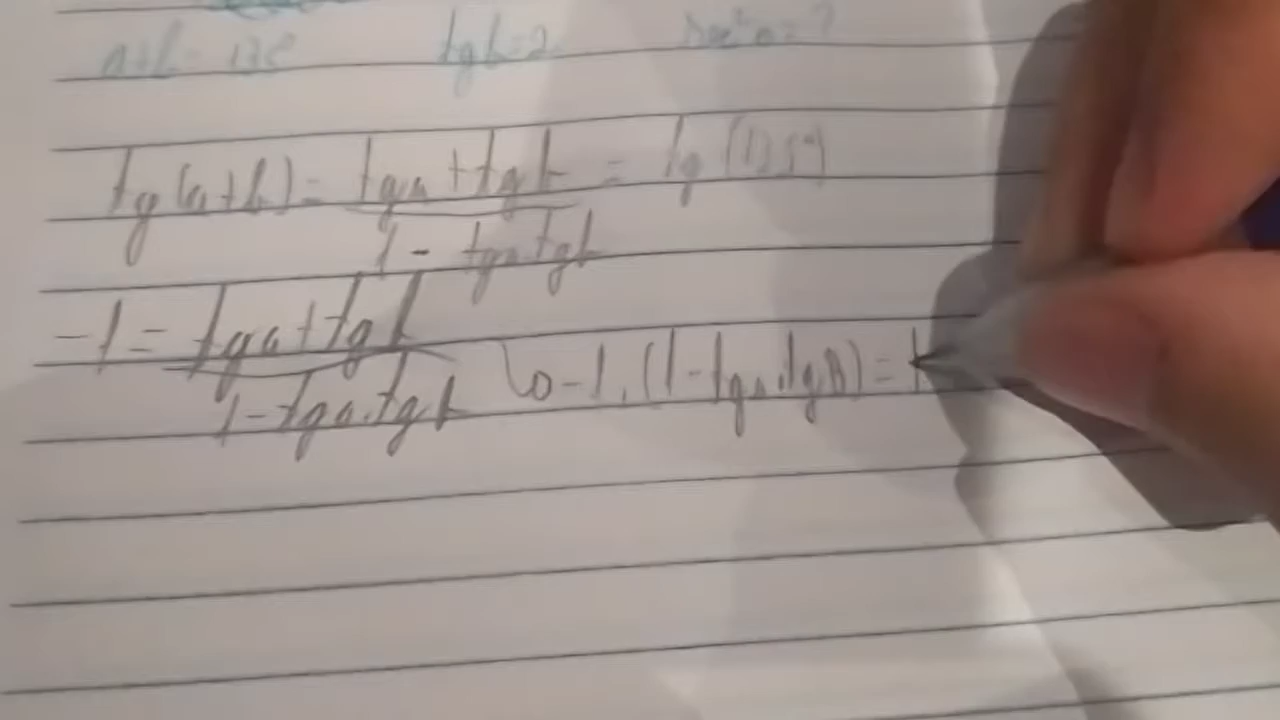 a+b = 135° tgb=2 sec²a=?
tg(a+b) = tga + tgb / 1 - tga.tgb = tg(135°)
-1 = tga + tgb / 1 - tga.tgb ↳ -1.(1-tga.tgb) = t